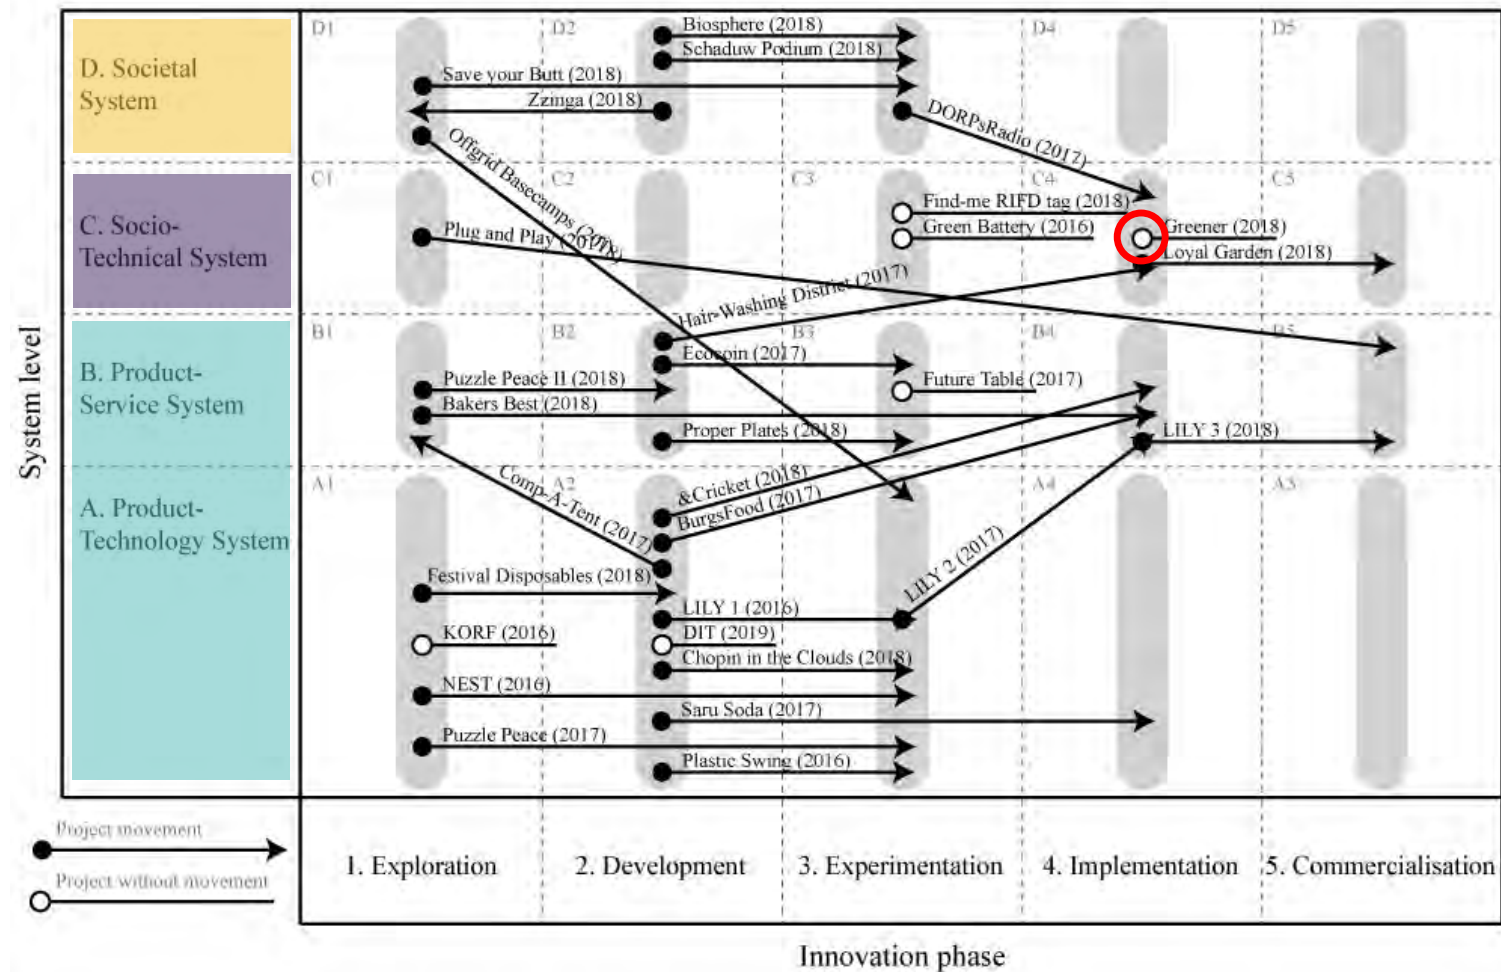 D1
D2
D4
D5
Biosphere (2018)
Schaduw Podium (2018)
D. Societal
System
Save your Butt (2018)
Zzinga (2018)
DORPsRadio (2017)
Offgrid Basecamps (2018)
C1
C2
C3
C4
C5
C. Socio-
Technical System
Find-me RIFD tag (2018)
Plug and Play (2018)
Green Battery (2016)
Greener (2018)
Loyal Garden (2018)
Hair-Washing District (2017)
B1
B2
B3
B4
B5
Ecocoin (2017)
B. Product-
Service System
Puzzle Peace II (2018)
Future Table (2017)
Bakers Best (2018)
Proper Plates (2018)
LILY 3 (2018)
System level
A1
A2
A4
A. Product-
Technology System
&Cricket (2018)
BurgsFood (2017)
Comp-A-Tent (2017)
LILY 2 (2017)
Festival Disposables (2018)
LILY 1 (2016)
KORF (2016)
DIT (2019)
Chopin in the Clouds (2018)
NEST (2016)
Saru Soda (2017)
Puzzle Peace (2017)
Plastic Swing (2016)
Project movement
Project without movement
1. Exploration
2. Development
3. Experimentation
4. Implementation
5. Commercialisation
Innovation phase